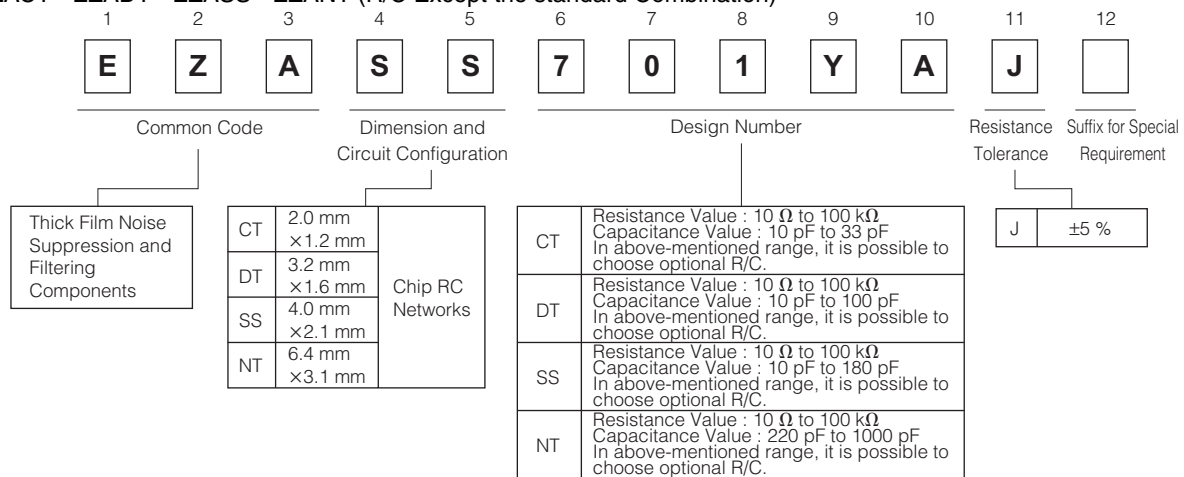 EZACT · EZADT · EZASS · EZANT (R/C Except the standard Combination)
1 2 3 4 5 6 7 8 9 10 11 12
E Z A S S 7 0 1 Y A J
Common Code
Dimension and
Circuit Configuration
Design Number
Resistance
Tolerance
Suffix for Special
Requirement
Thick Film Noise
Suppression and
Filtering
Components
CT 2.0 mm
×1.2 mm
DT 3.2 mm
×1.6 mm
SS 4.0 mm
×2.1 mm
NT 6.4 mm
×3.1 mm
Chip RC
Networks
CT
Resistance Value : 10 Ω to 100 kΩ
Capacitance Value : 10 pF to 33 pF
In above-mentioned range, it is possible to
choose optional R/C.
DT
Resistance Value : 10 Ω to 100 kΩ
Capacitance Value : 10 pF to 100 pF
In above-mentioned range, it is possible to
choose optional R/C.
SS
Resistance Value : 10 Ω to 100 kΩ
Capacitance Value : 10 pF to 180 pF
In above-mentioned range, it is possible to
choose optional R/C.
NT
Resistance Value : 10 Ω to 100 kΩ
Capacitance Value : 220 pF to 1000 pF
In above-mentioned range, it is possible to
choose optional R/C.
J ±5 %